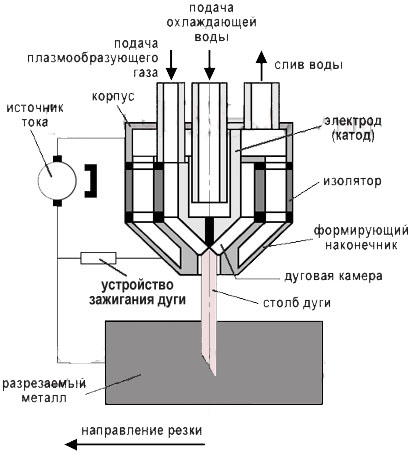 подача
охлаждающей
воды
подача
плазмообразующего
газа
слив воды
корпус
источник
тока
электрод
(катод)
изолятор
формирующий
наконечник
дуговая камера
устройство
зажигания дуги
столб дуги
разрезаемый
металл
направление резки